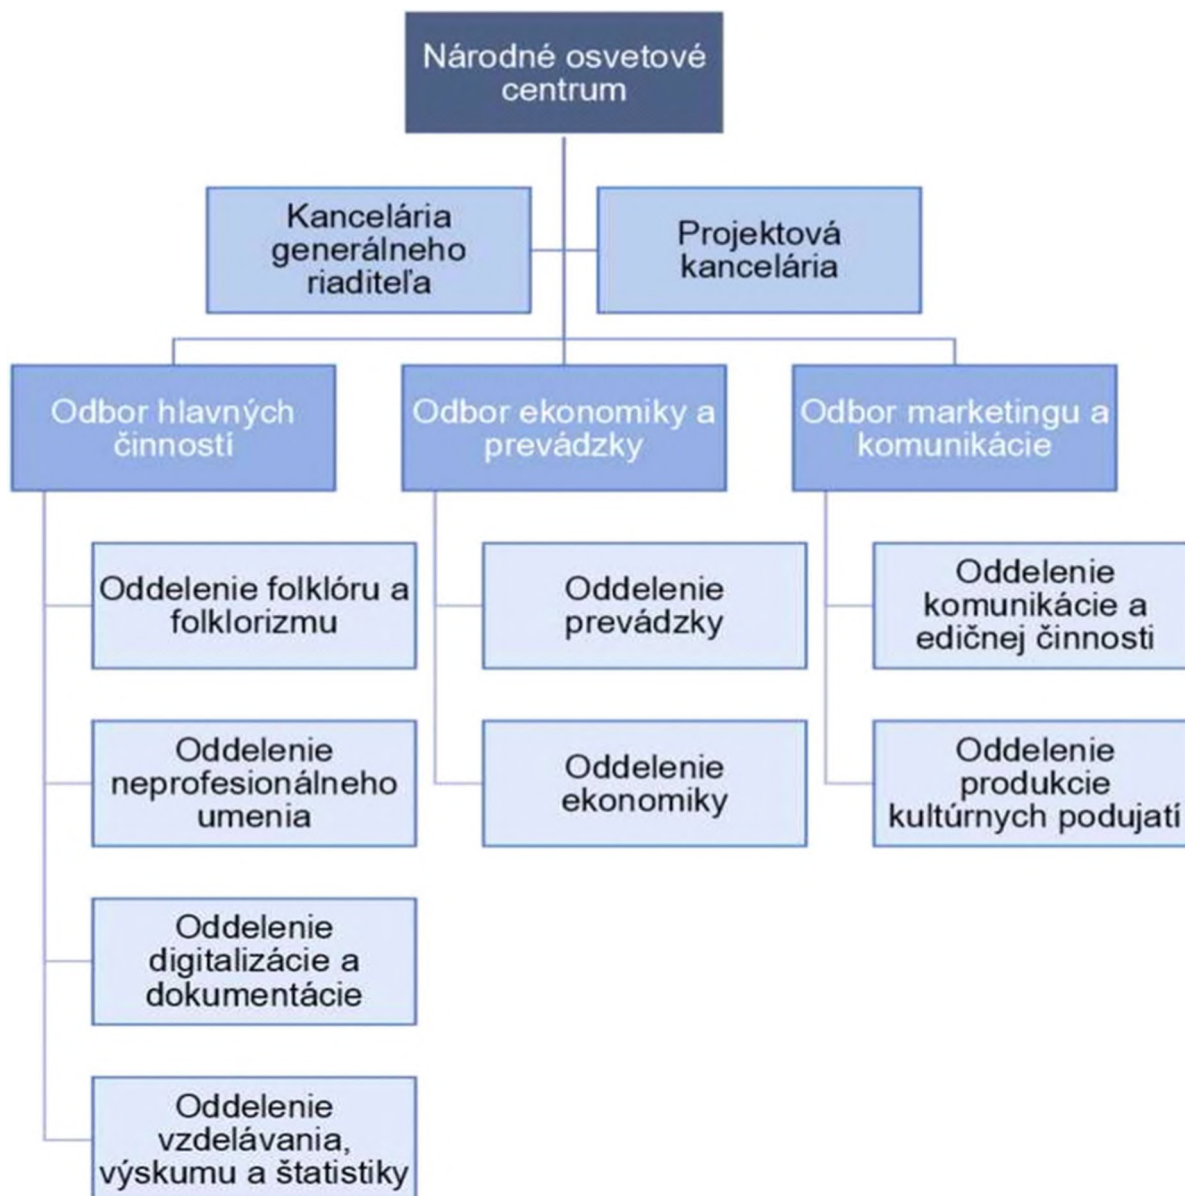 Národné osvetové
centrum
Kancelária
generálneho
riaditeľa
Projektová
kancelária
Odbor hlavných
činností
Odbor ekonomiky a
prevádzky
Odbor marketingu a
komunikácie
Oddelenie folklóru a
folklorizmu
Oddelenie
neprofesionálneho
umenia
Oddelenie
digitalizácie a
dokumentácie
Oddelenie
vzdelávania,
výskumu a štatistiky
Oddelenie
prevádzky
Oddelenie
ekonomiky
Oddelenie
komunikácie a
edičnej činnosti
Oddelenie
produkcie
kultúrnych podujatí